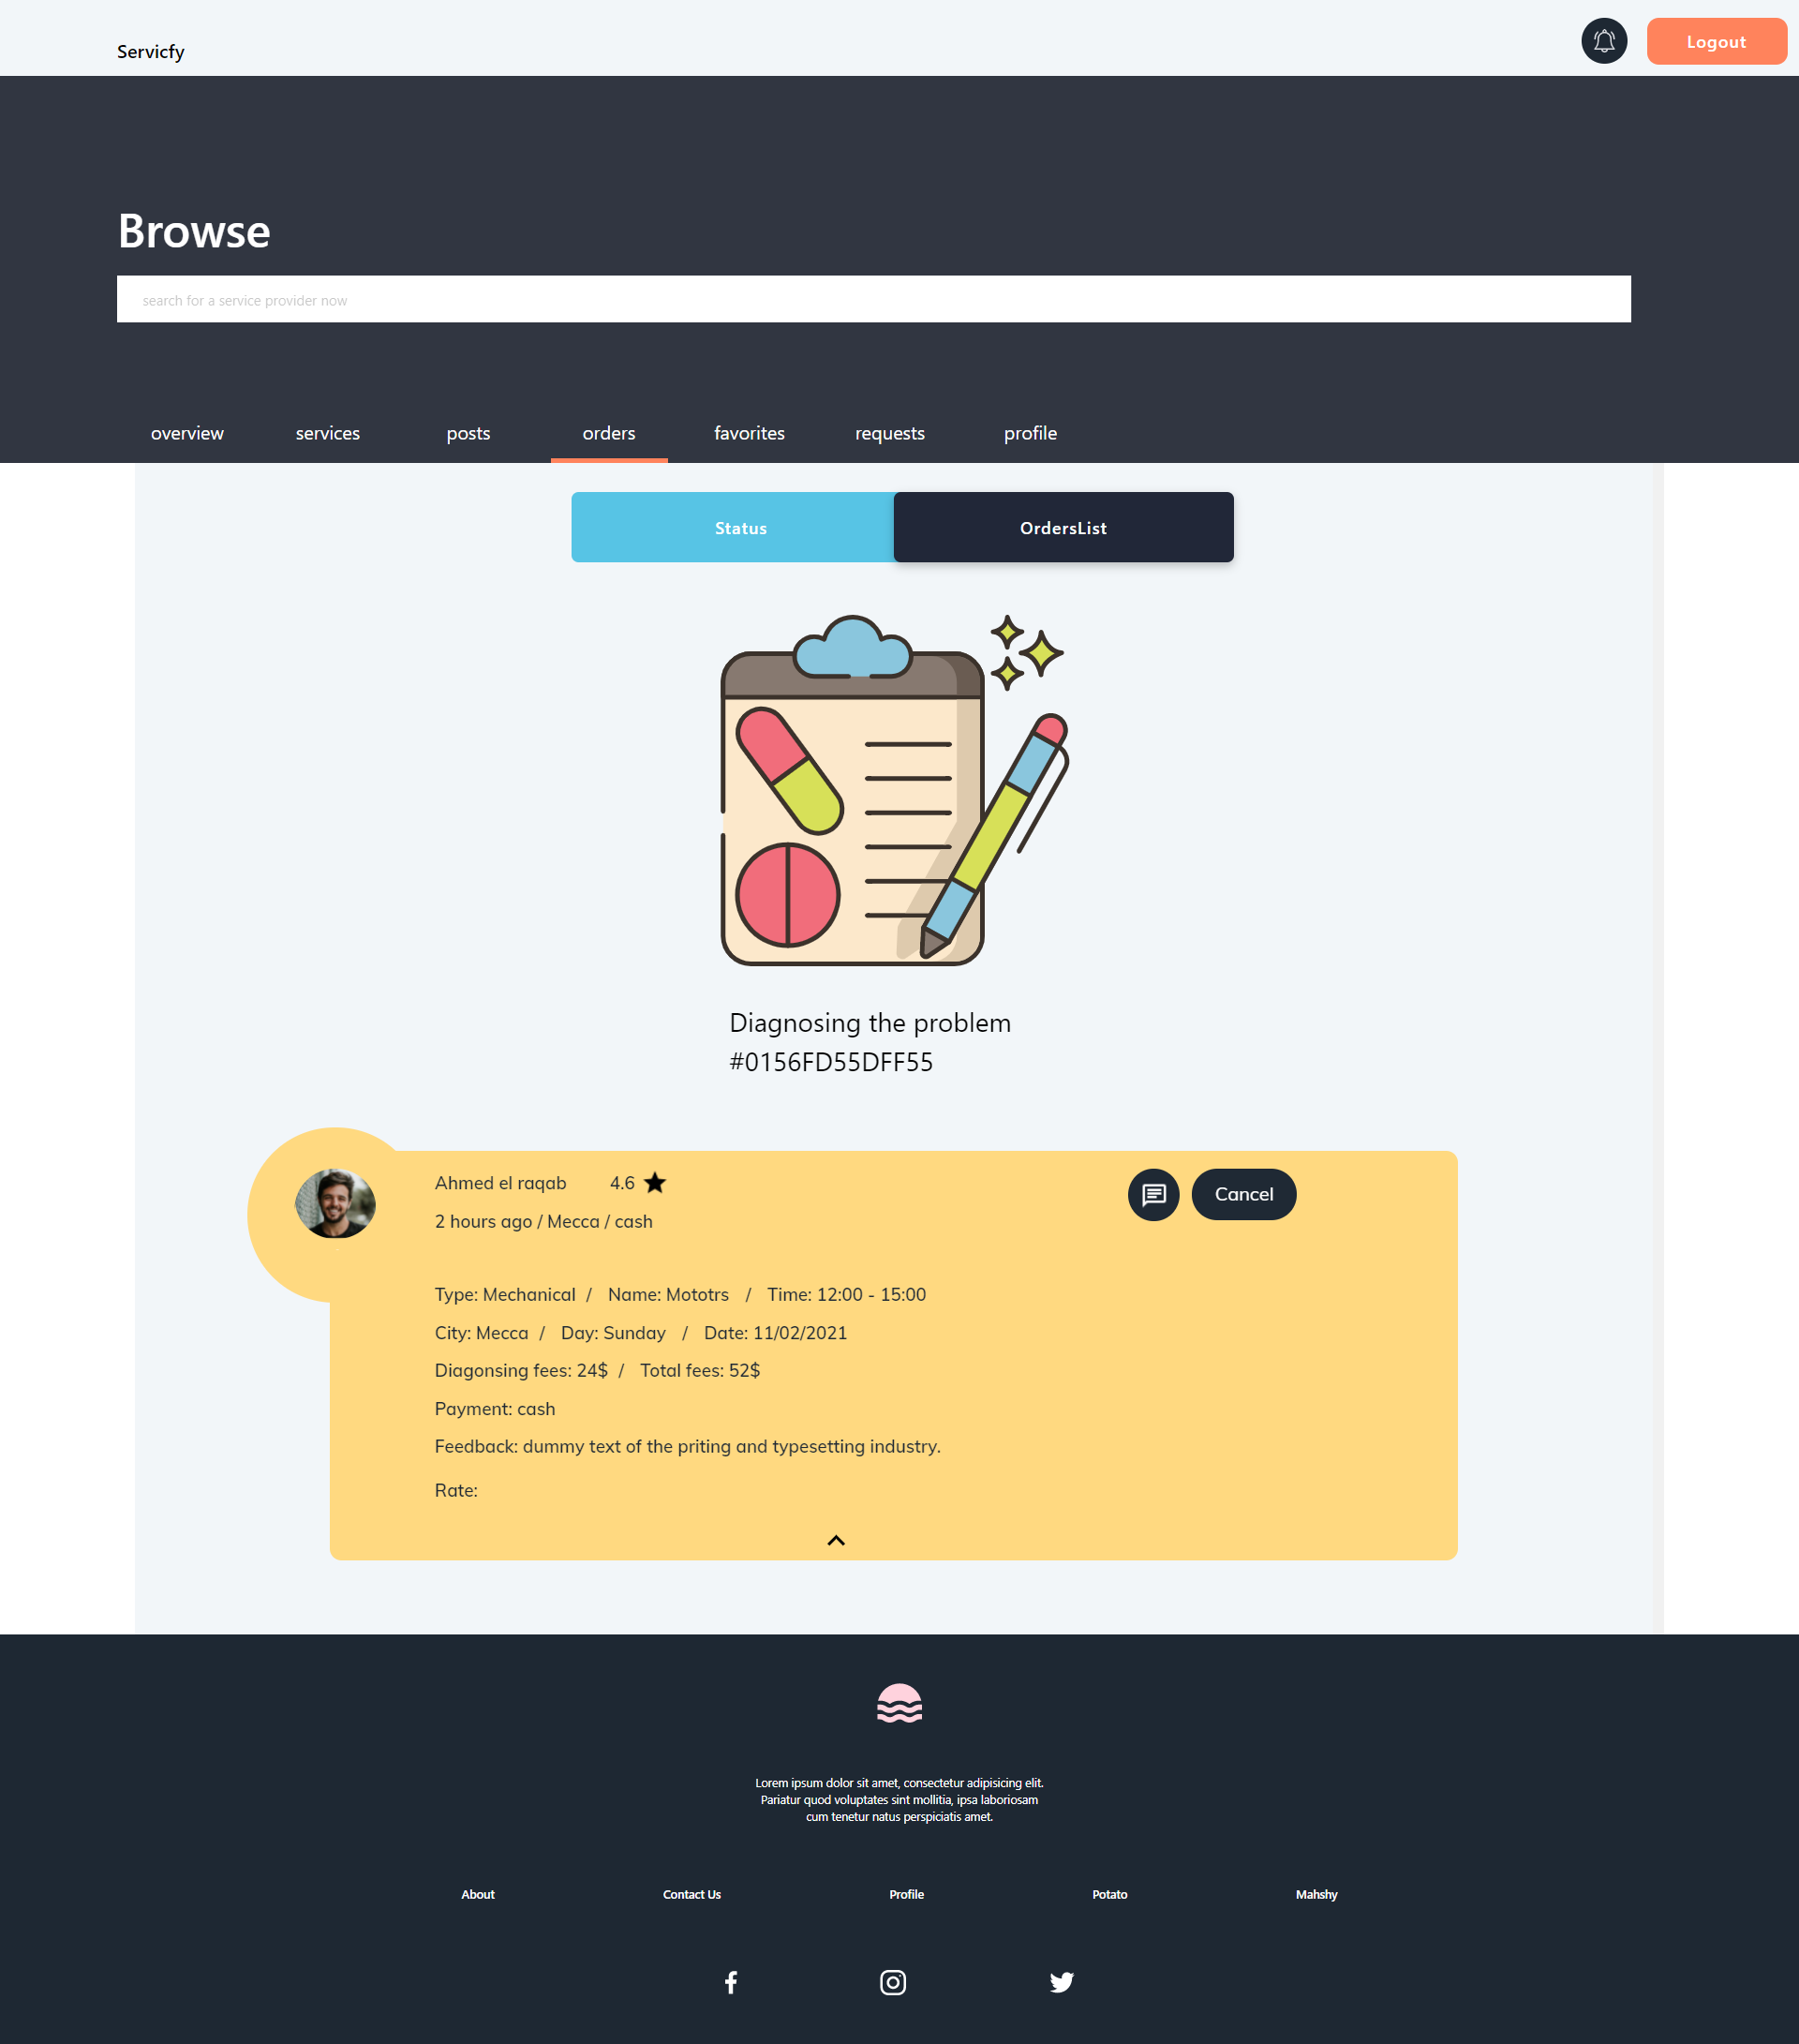 Servicfy
Logout
Browse
search for a service provider now
overview services posts orders favorites requests profile
Status OrdersList
Diagnosing the problem
#0156FD55DFF55
Ahmed el raqab 4.6
2 hours ago / Mecca / cash
Cancel
Type: Mechanical / Name: Mototrs / Time: 12:00 - 15:00
City: Mecca / Day: Sunday / Date: 11/02/2021
Diagonsing fees: 24$ / Total fees: 52$
Payment: cash
Feedback: dummy text of the priting and typesetting industry.
Rate:
Lorem ipsum dolor sit amet, consectetur adipisicing elit.
Pariatur quod voluptates sint mollitia, ipsa laboriosam
cum tenetur natus perspiciatis amet.
About Contact Us Profile Potato Mahshy